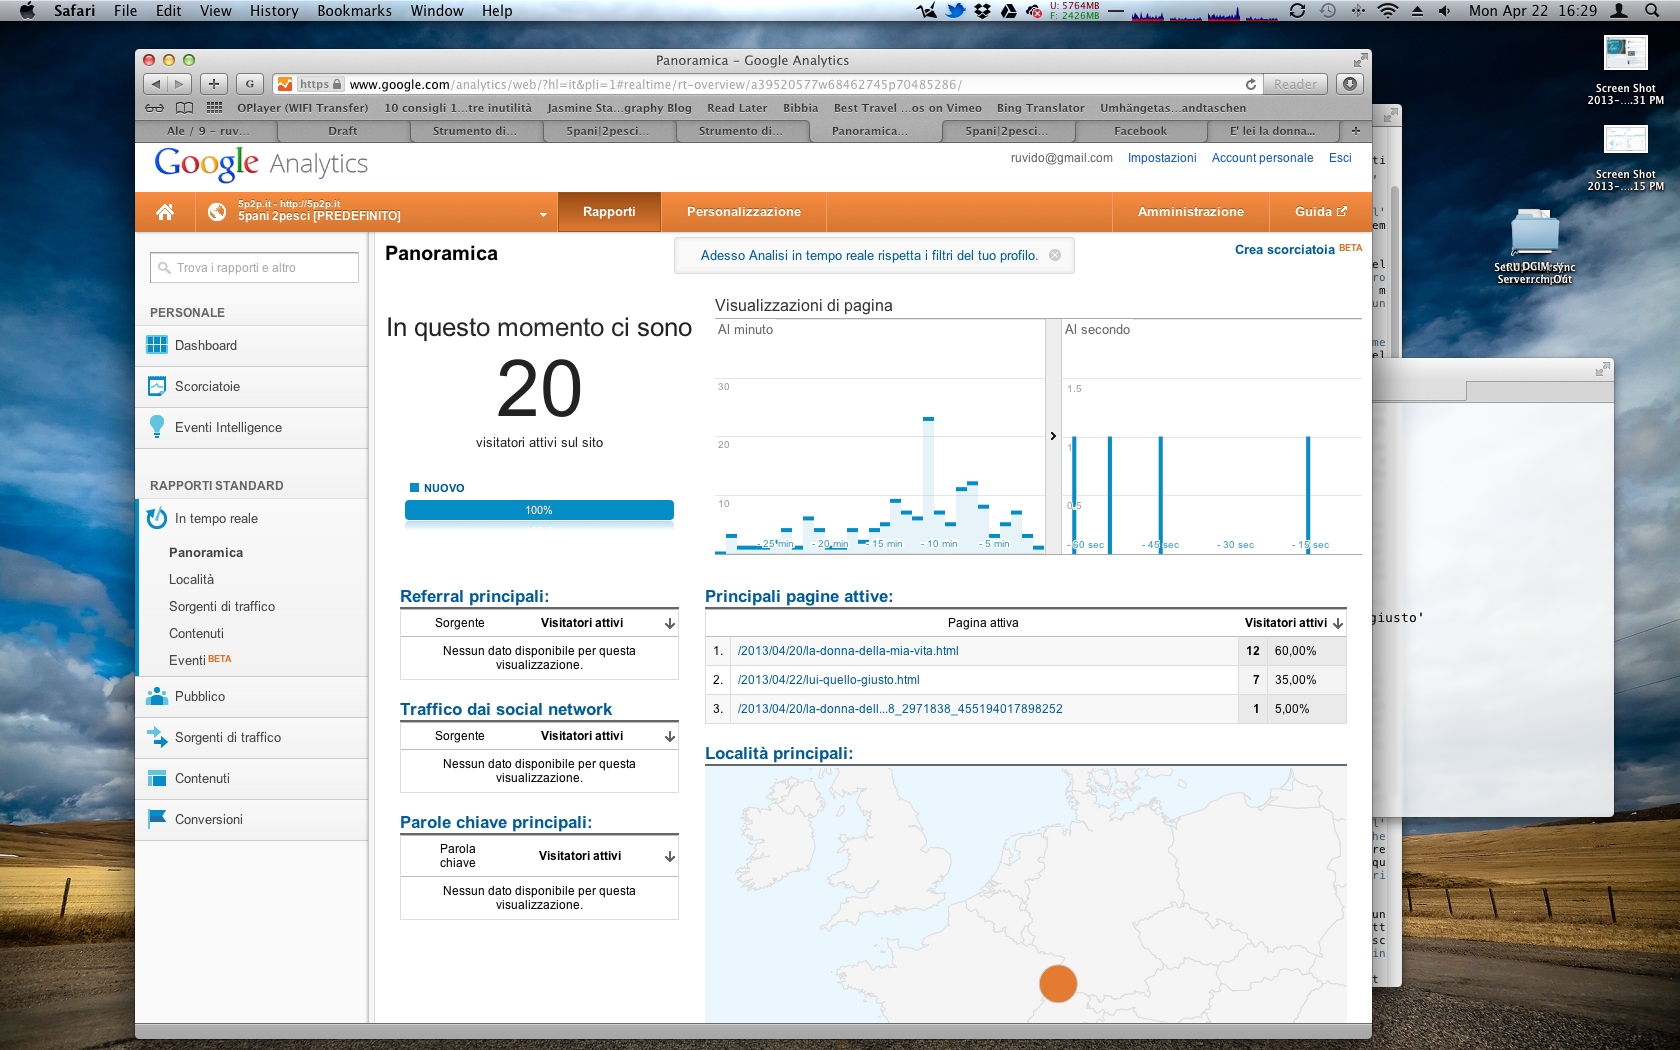 Safari File Edit View History Bookmarks Window Help
U: 5764MB
F: 2426MB
Mon Apr 22 16:29
Panoramica – Google Analytics
https www.google.com/analytics/web/?hl=it&pli=1#realtime/rt-overview/a39520577w68462745p70485286/
Reader
OPlayer (WIFI Transfer) 10 consigli 1...tre inutilità Jasmine Sta...graphy Blog Read Later Bibbia Best Travel ...os on Vimeo Bing Translator Umhängetas...andtaschen
Ale / 9 – ruv... Draft Strumento di... 5pani|2pesci... Strumento di... Panoramica... 5pani|2pesci... Facebook E' lei la donna...
Google Analytics
ruvido@gmail.com Impostazioni Account personale Esci
5p2p.it - http://5p2p.it
5pani 2pesci [PREDEFINITO]
Rapporti Personalizzazione Amministrazione Guida
Trova i rapporti e altro
PERSONALE
Dashboard
Scorciatoie
Eventi Intelligence
RAPPORTI STANDARD
In tempo reale
Panoramica
Località
Sorgenti di traffico
Contenuti
Eventi BETA
Pubblico
Sorgenti di traffico
Contenuti
Conversioni
Panoramica
Adesso Analisi in tempo reale rispetta i filtri del tuo profilo.
Crea scorciatoia BETA
In questo momento ci sono
20
visitatori attivi sul sito
NUOVO
100%
Visualizzazioni di pagina
Al minuto
30
20
10
- 25 min - 20 min - 15 min - 10 min - 5 min
Al secondo
1.5
1
0.5
- 60 sec - 45 sec - 30 sec - 15 sec
Referral principali:
Sorgente Visitatori attivi
Nessun dato disponibile per questa
visualizzazione.
Traffico dai social network
Sorgente Visitatori attivi
Nessun dato disponibile per questa
visualizzazione.
Parole chiave principali:
Parola
chiave
Visitatori attivi
Nessun dato disponibile per questa
visualizzazione.
Principali pagine attive:
Pagina attiva Visitatori attivi
1. /2013/04/20/la-donna-della-mia-vita.html 12 60,00%
2. /2013/04/22/lui-quello-giusto.html 7 35,00%
3. /2013/04/20/la-donna-dell...8_2971838_455194017898252 1 5,00%
Località principali:
Screen Shot
2013-....31 PM
Screen Shot
2013-....15 PM
giusto'